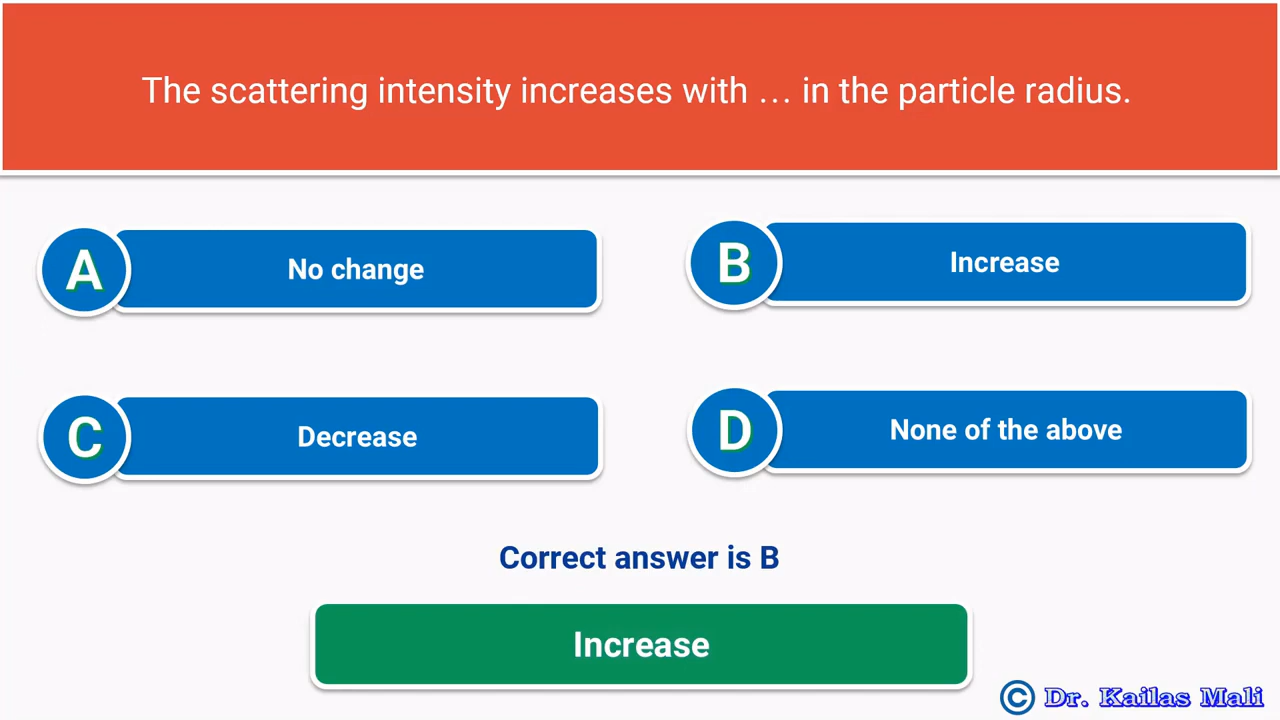 The scattering intensity increases with … in the particle radius.
A No change
B Increase
C Decrease
D None of the above
Correct answer is B
Increase
© Dr. Kailas Mali